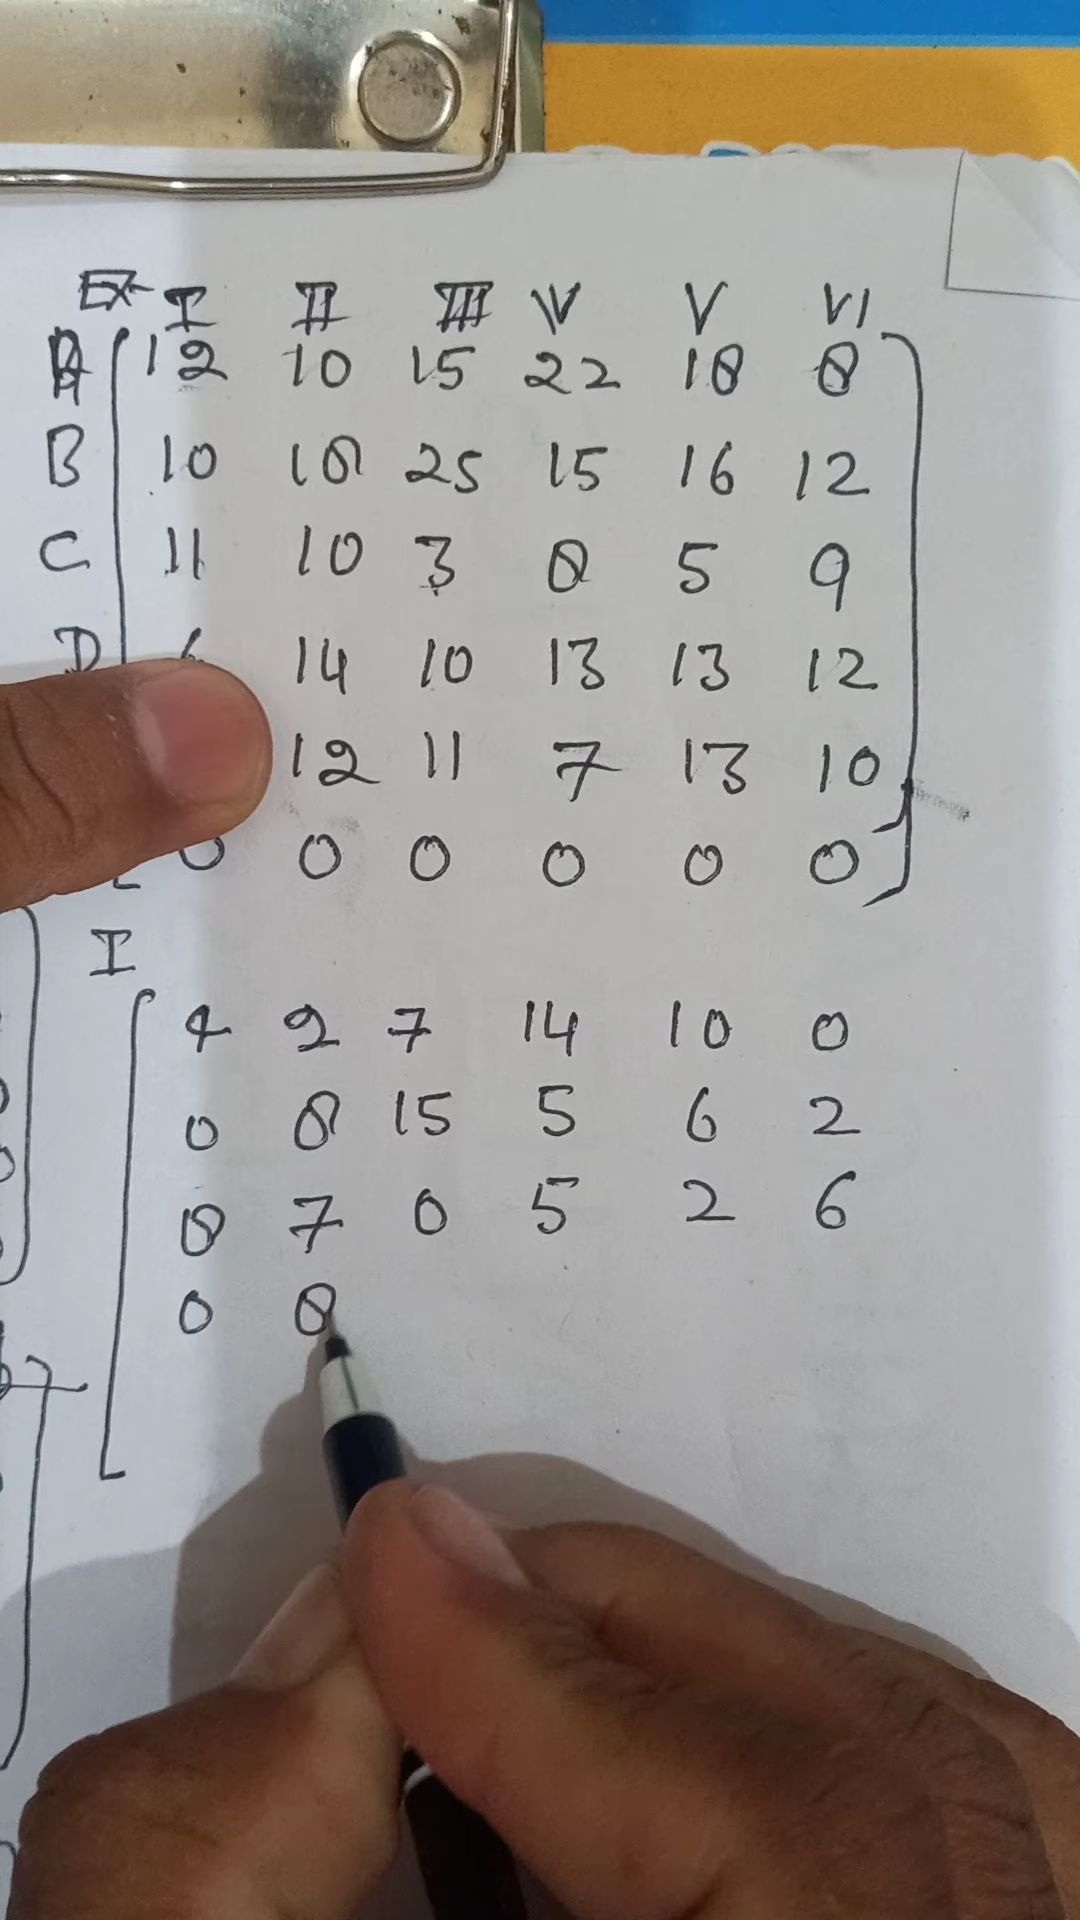 Ex- I II III IV V VI
A 12 10 15 22 18 8
B 10 18 25 15 16 12
C 11 10 3 8 5 9
D 6 14 10 13 13 12
12 11 7 13 10
0 0 0 0 0 0
I
4 2 7 14 10 0
0 8 15 5 6 2
8 7 0 5 2 6
0 8